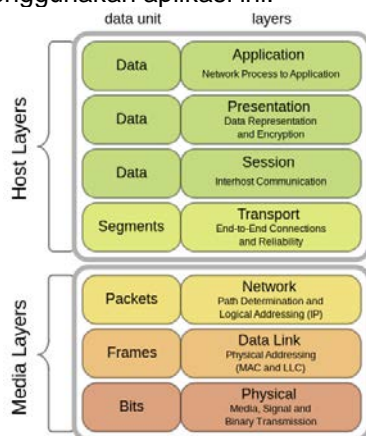 data unit layers
Host Layers
Data
Application
Network Process to Application
Data
Presentation
Data Representation
and Encryption
Data
Session
Interhost Communication
Segments
Transport
End-to-End Connections
and Reliability
Media Layers
Packets
Network
Path Determination and
Logical Addressing (IP)
Frames
Data Link
Physical Addressing
(MAC and LLC)
Bits
Physical
Media, Signal and
Binary Transmission